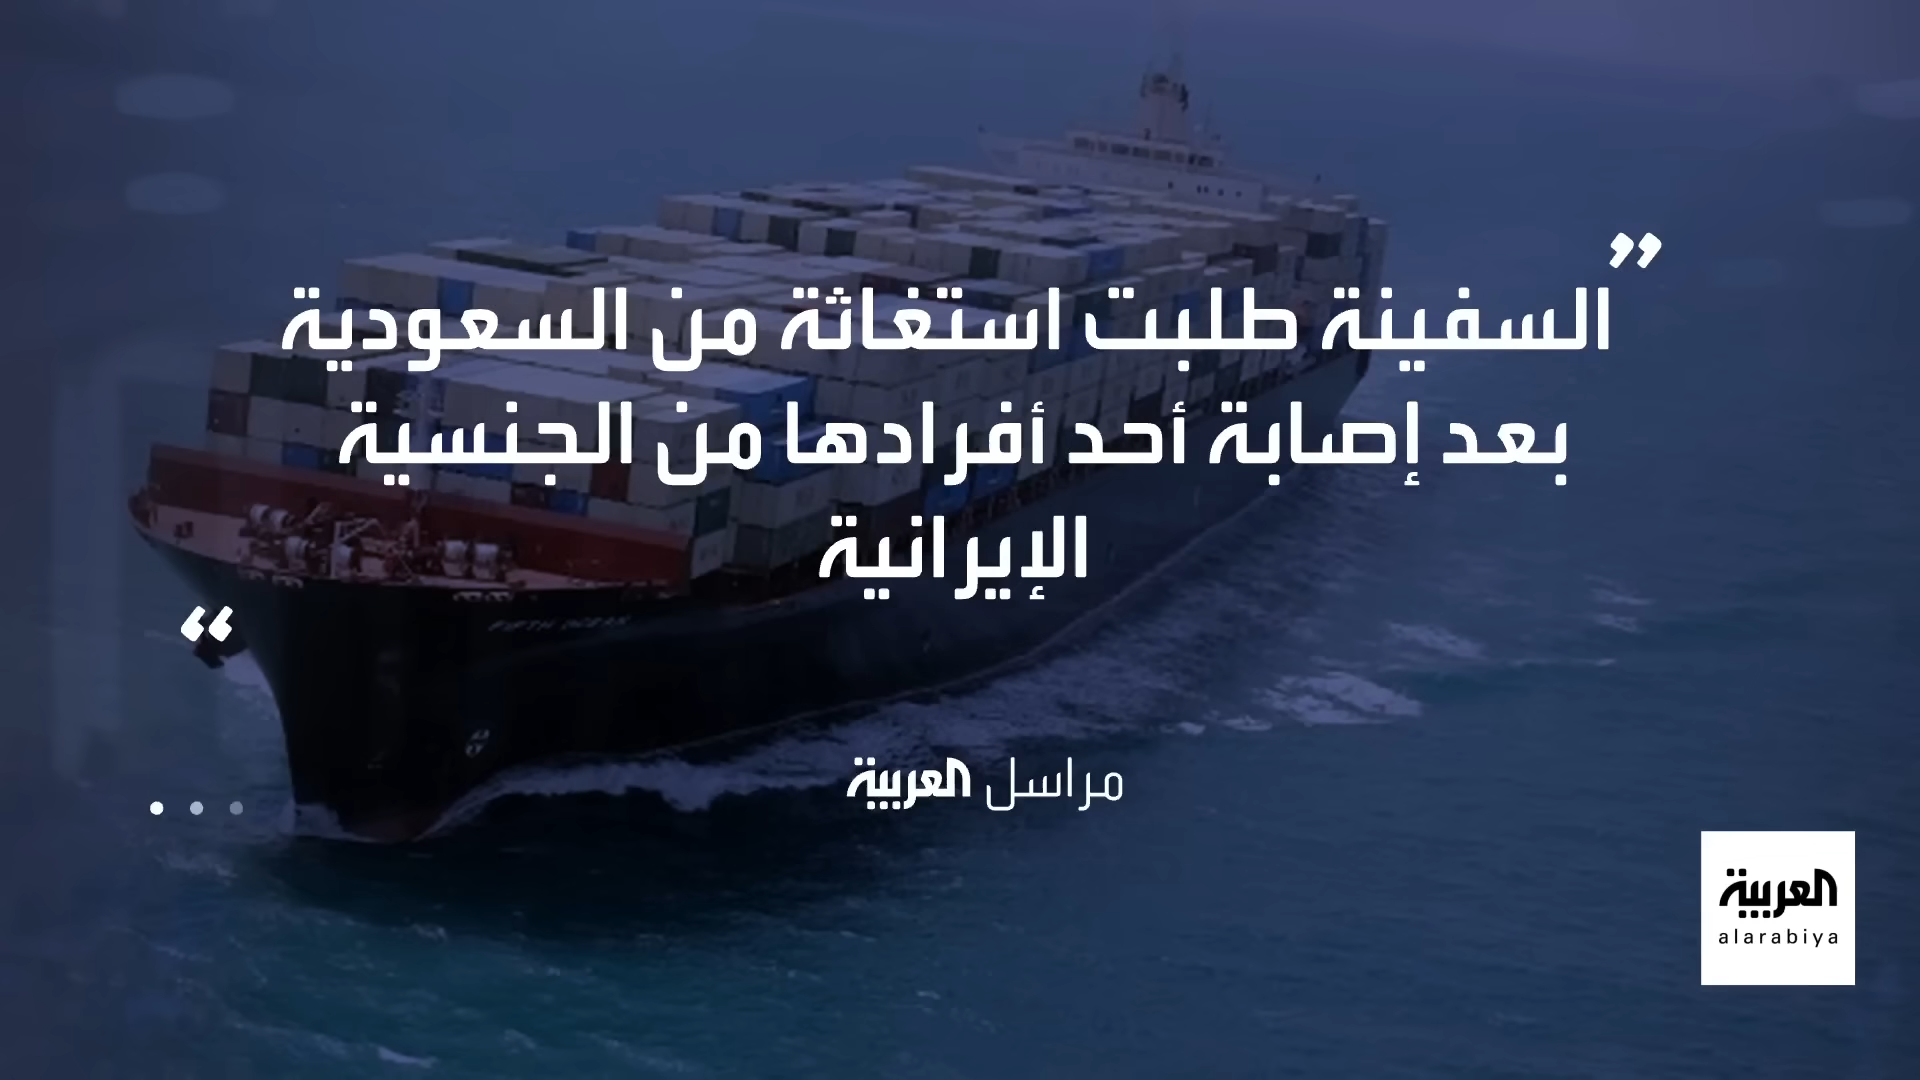 ”السفينة طلبت استغاثة من السعودية
بعد إصابة أحد أفرادها من الجنسية
الإيرانية“
مراسل العربية
العربية
alarabiya